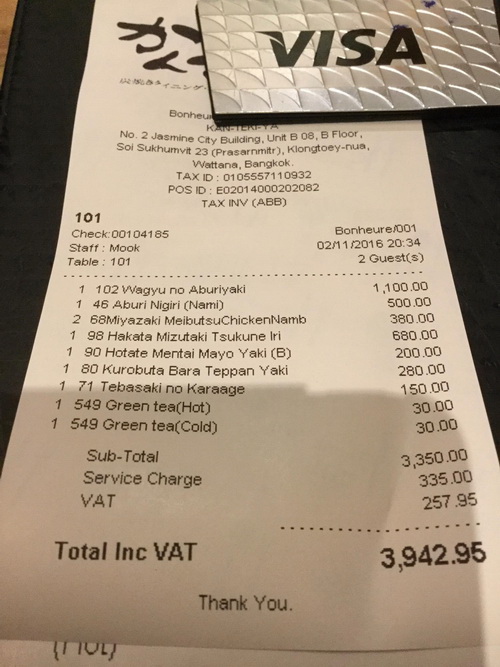 VISA
Bonheu
KAN-TEKI-YA
No. 2 Jasmine City Building, Unit B 08, B Floor,
Soi Sukhumvit 23 (Prasarnmitr), Klongtoey-nua,
Wattana, Bangkok.
TAX ID : 0105557110932
POS ID : E02014000202082
TAX INV (ABB)
101
Check:00104185 Bonheure/001
Staff : Mook 02/11/2016 20:34
Table : 101 2 Guest(s)
1 102 Wagyu no Aburiyaki 1,100.00
1 46 Aburi Nigiri (Nami) 500.00
2 68Miyazaki MeibutsuChickenNamb 380.00
1 98 Hakata Mizutaki Tsukune Iri 680.00
1 90 Hotate Mentai Mayo Yaki (B) 200.00
1 80 Kurobuta Bara Teppan Yaki 280.00
1 71 Tebasaki no Karaage 150.00
1 549 Green tea(Hot) 30.00
1 549 Green tea(Cold) 30.00
Sub-Total 3,350.00
Service Charge 335.00
VAT 257.95
Total Inc VAT 3,942.95
Thank You.